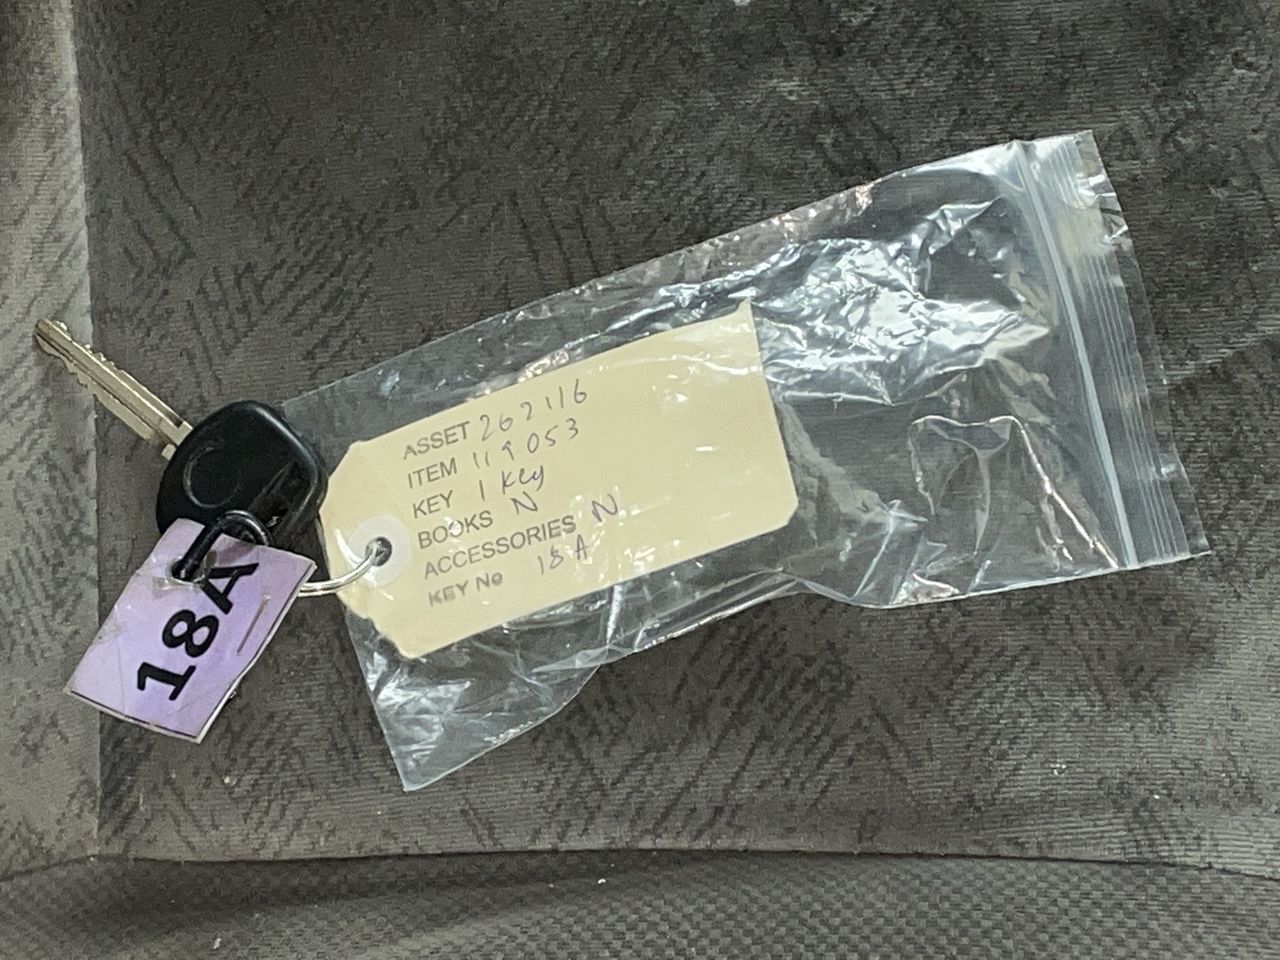 ASSET 262116
ITEM 119053
KEY 1 Key
BOOKS N
ACCESSORIES N
KEY No 18A
18A